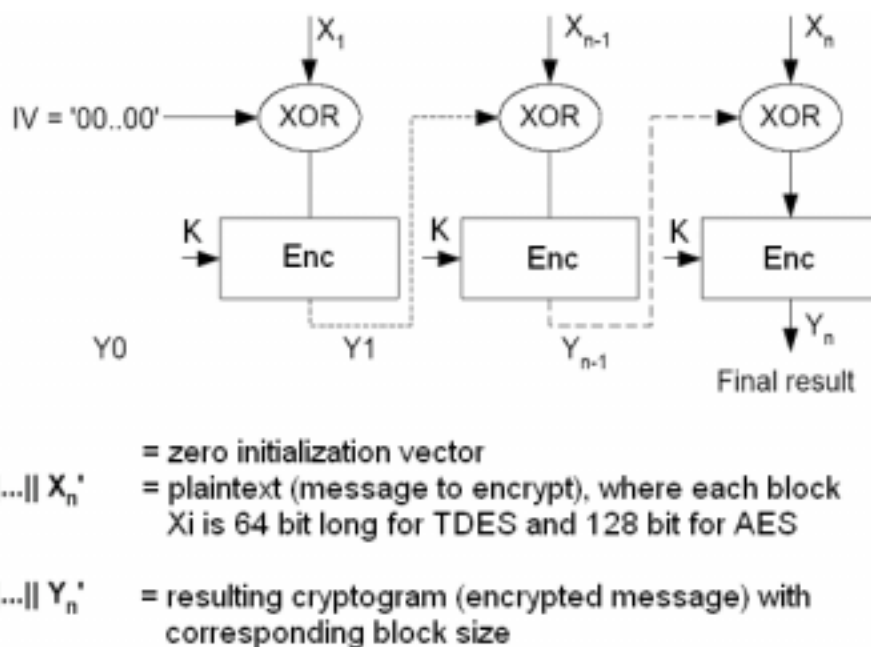 X₁ Xₙ₋₁ Xₙ
IV = '00..00' XOR XOR XOR
K Enc K Enc K Enc
Y0 Y1 Yₙ₋₁ Yₙ
Final result
= zero initialization vector
...|| Xₙ' = plaintext (message to encrypt), where each block
Xi is 64 bit long for TDES and 128 bit for AES
...|| Yₙ' = resulting cryptogram (encrypted message) with
corresponding block size